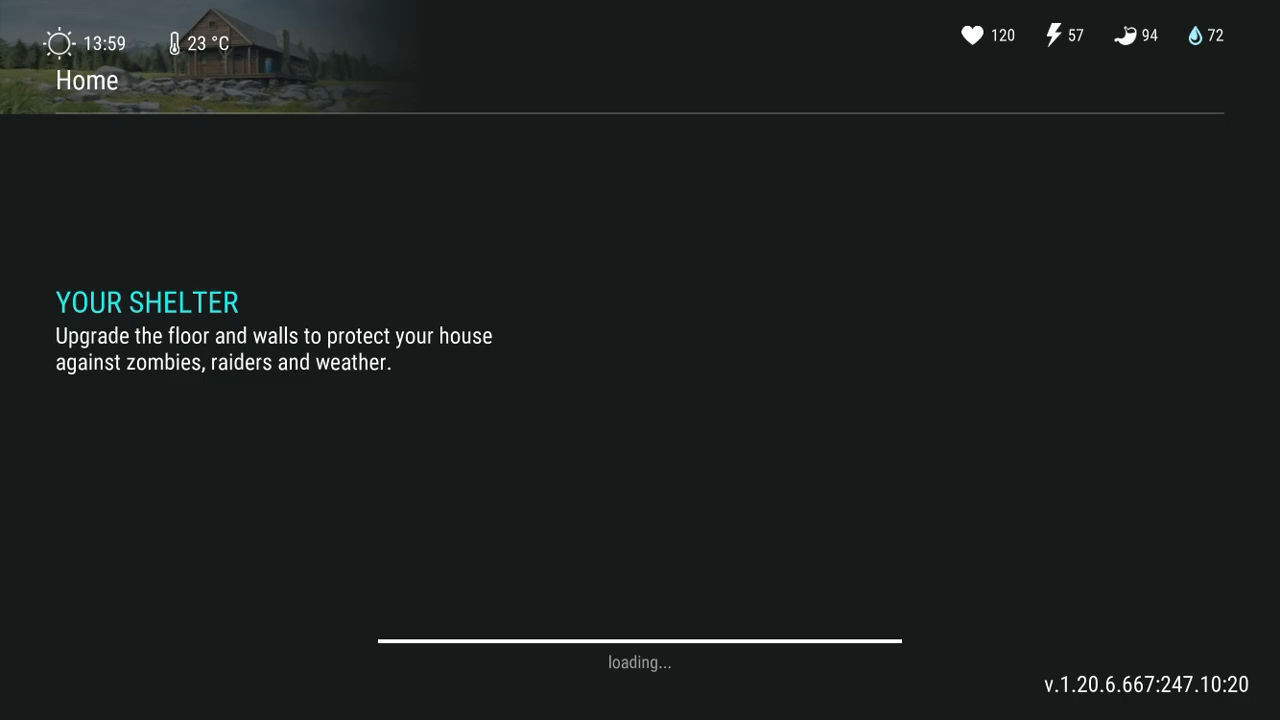 13:59
23 °C
120
57
94
72
Home
YOUR SHELTER
Upgrade the floor and walls to protect your house
against zombies, raiders and weather.
loading...
v.1.20.6.667:247.10:20